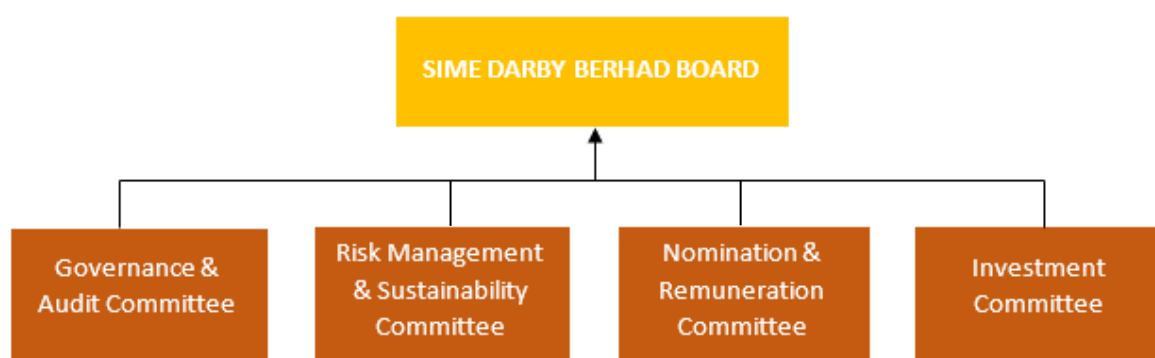 SIME DARBY BERHAD BOARD
Governance &
Audit Committee
Risk Management
& Sustainability
Committee
Nomination &
Remuneration
Committee
Investment
Committee